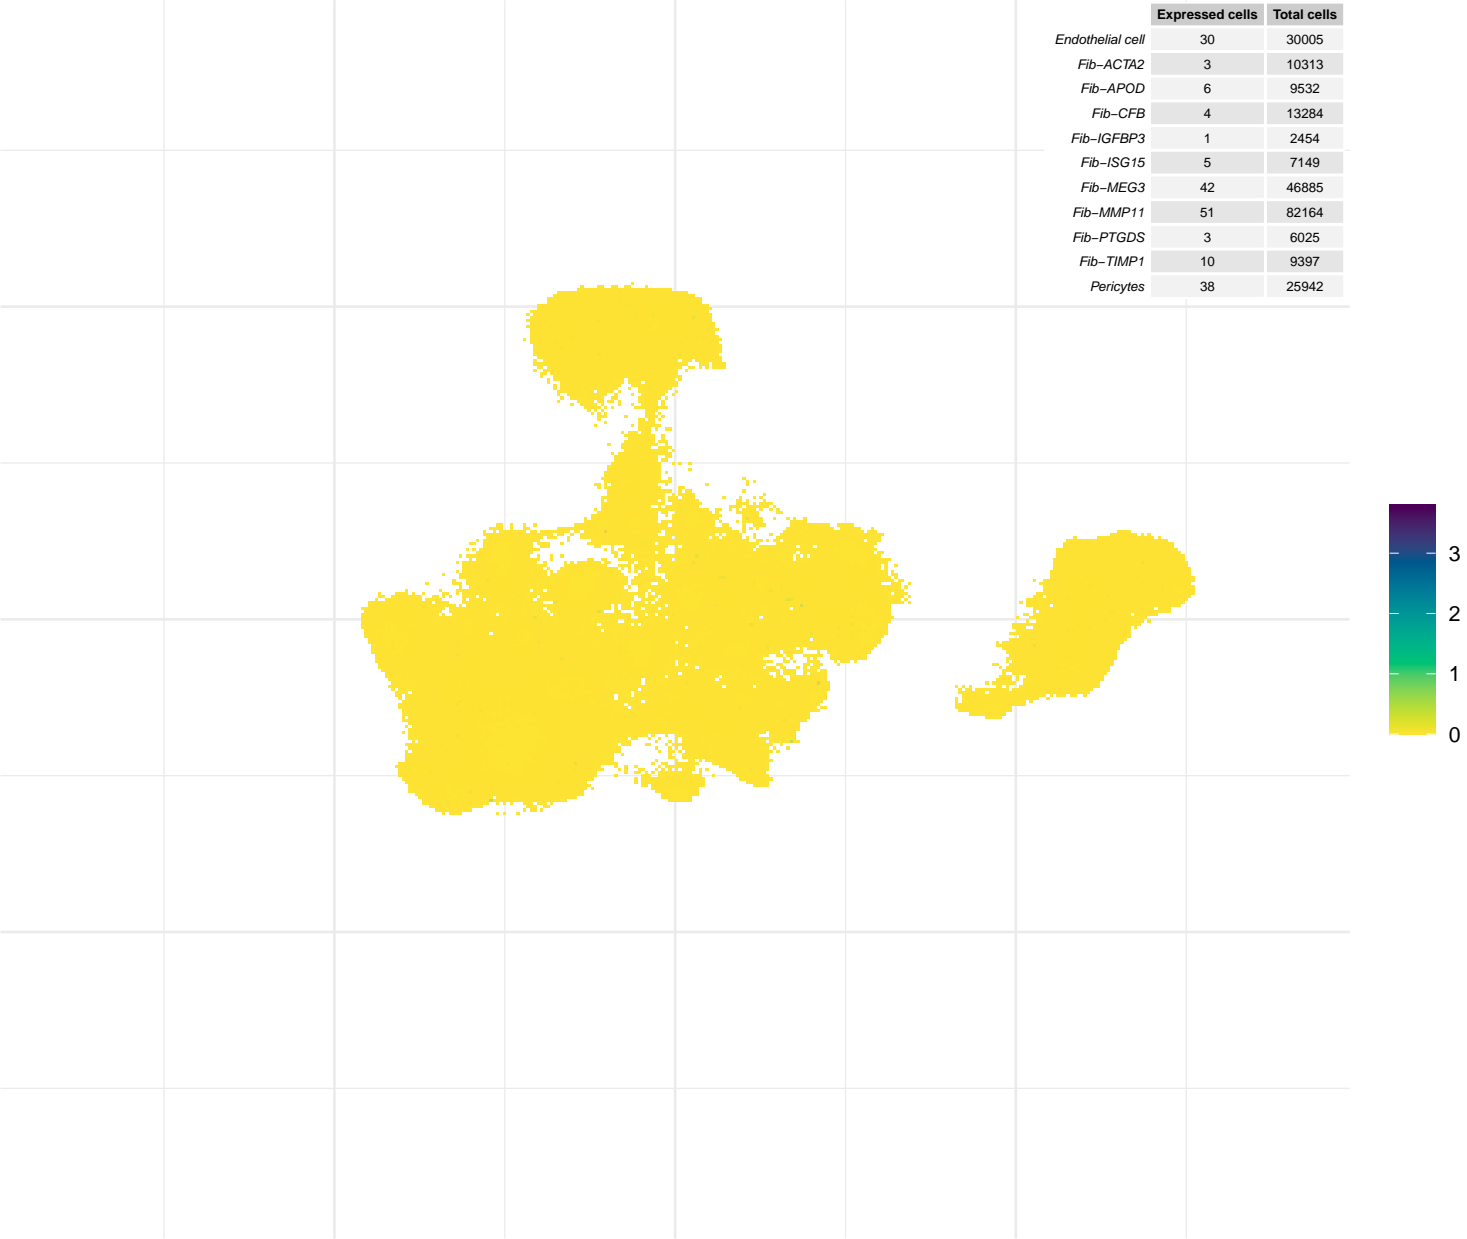 Expressed cells Total cells
Endothelial cell 30 30005
Fib−ACTA2 3 10313
Fib−APOD 6 9532
Fib−CFB 4 13284
Fib−IGFBP3 1 2454
Fib−ISG15 5 7149
Fib−MEG3 42 46885
Fib−MMP11 51 82164
Fib−PTGDS 3 6025
Fib−TIMP1 10 9397
Pericytes 38 25942
3
2
1
0